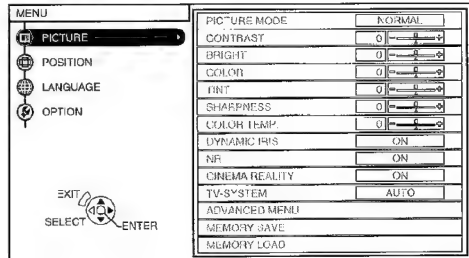 MENU
PICTURE
POSITION
LANGUAGE
OPTION
EXIT
SELECT
ENTER
PICTURE MODE NORMAL
CONTRAST 0
BRIGHT 0
COLOR 0
TINT 0
SHARPNESS 0
COLOR TEMP. 0
DYNAMIC IRIS ON
NR ON
CINEMA REALITY ON
TV-SYSTEM AUTO
ADVANCED MENU
MEMORY SAVE
MEMORY LOAD